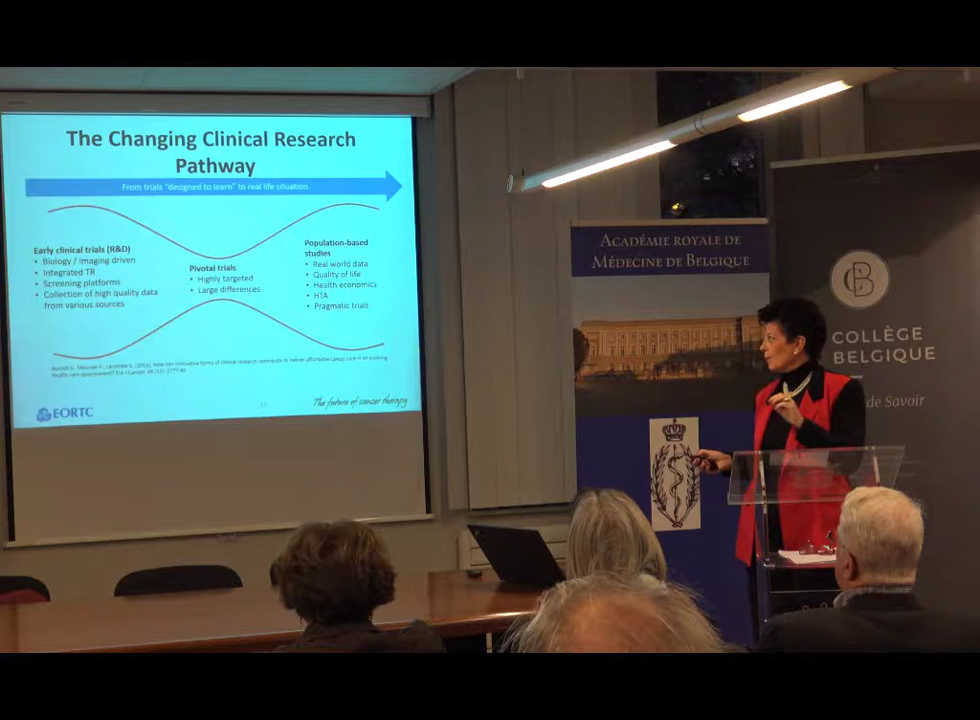 The Changing Clinical Research
Pathway
From trials "designed to learn" to real life situation
Early clinical trials (R&D)
• Biology / imaging driven
• Integrated TR
• Screening platforms
• Collection of high quality data
from various sources
Pivotal trials
• Highly targeted
• Large differences
Population-based
studies
• Real world data
• Quality of life
• Health economics
• HTA
• Pragmatic trials
EORTC
The future of cancer therapy
ACADÉMIE ROYALE DE
MÉDECINE DE BELGIQUE
CB
COLLÈGE
BELGIQUE
de Savoir